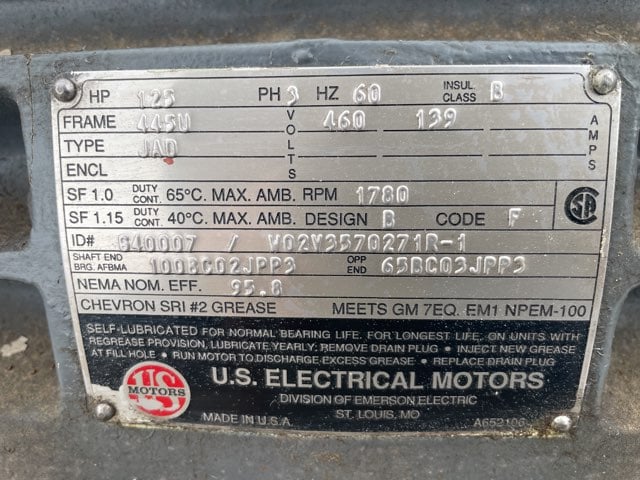 HP 125 PH 3 HZ 60 INSUL. CLASS B
FRAME 445U VOLTS 460 139 AMPS
TYPE JAD
ENCL
SF 1.0 DUTY CONT. 65°C. MAX. AMB. RPM 1780
SF 1.15 DUTY CONT. 40°C. MAX. AMB. DESIGN B CODE F
ID# G40007 / V02V3570271R-1
SHAFT END BRG. AFBMA 100BC02JPP3 OPP END 65BC03JPP3
NEMA NOM. EFF. 95.8
CHEVRON SRI #2 GREASE MEETS GM 7EQ. EM1 NPEM-100
SELF-LUBRICATED FOR NORMAL BEARING LIFE. FOR LONGEST LIFE, ON UNITS WITH
REGREASE PROVISION, LUBRICATE YEARLY; REMOVE DRAIN PLUG • INJECT NEW GREASE
AT FILL HOLE • RUN MOTOR TO DISCHARGE EXCESS GREASE • REPLACE DRAIN PLUG
US MOTORS
U.S. ELECTRICAL MOTORS
DIVISION OF EMERSON ELECTRIC
MADE IN U.S.A. ST. LOUIS, MO